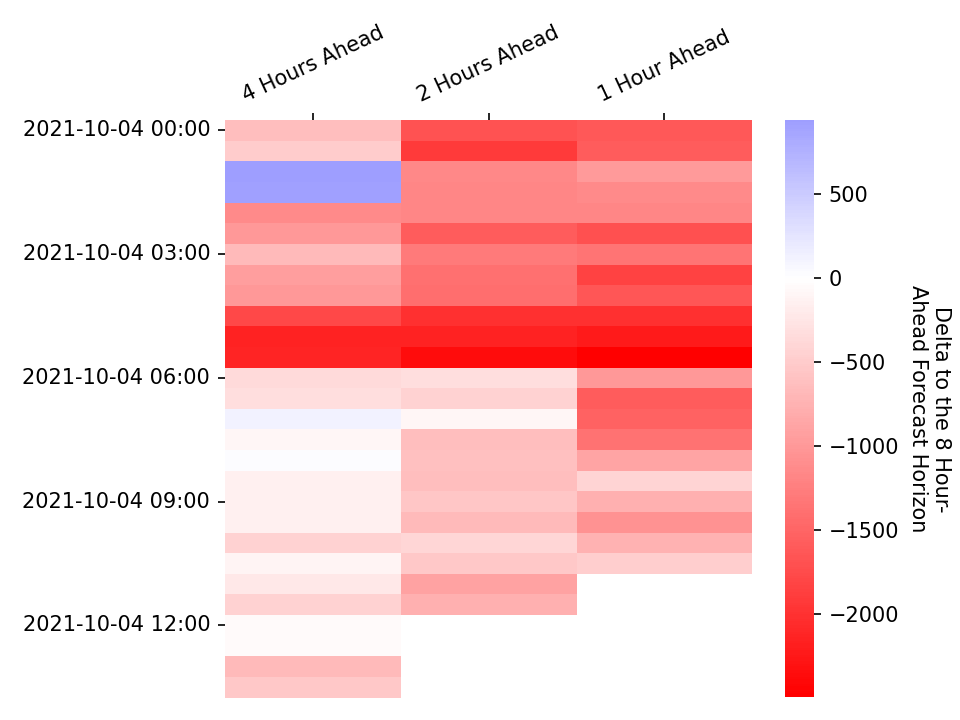 4 Hours Ahead
2 Hours Ahead
1 Hour Ahead
2021-10-04 00:00
2021-10-04 03:00
2021-10-04 06:00
2021-10-04 09:00
2021-10-04 12:00
500
0
−500
−1000
−1500
−2000
Delta to the 8 Hour-
Ahead Forecast Horizon